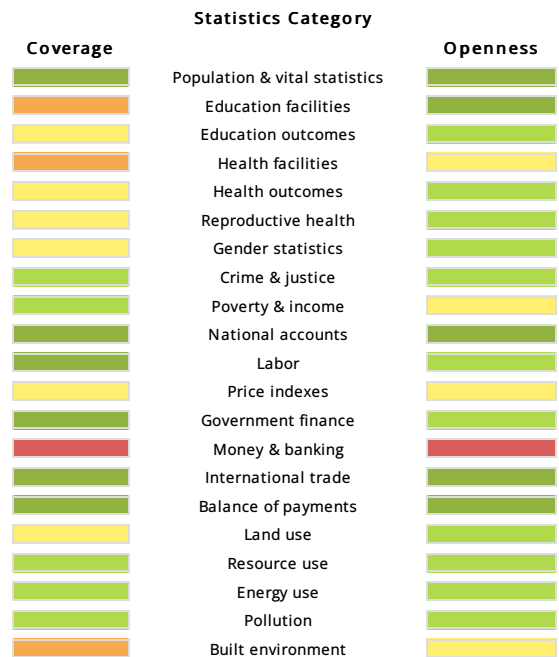 Statistics Category
Coverage Openness
Population & vital statistics
Education facilities
Education outcomes
Health facilities
Health outcomes
Reproductive health
Gender statistics
Crime & justice
Poverty & income
National accounts
Labor
Price indexes
Government finance
Money & banking
International trade
Balance of payments
Land use
Resource use
Energy use
Pollution
Built environment